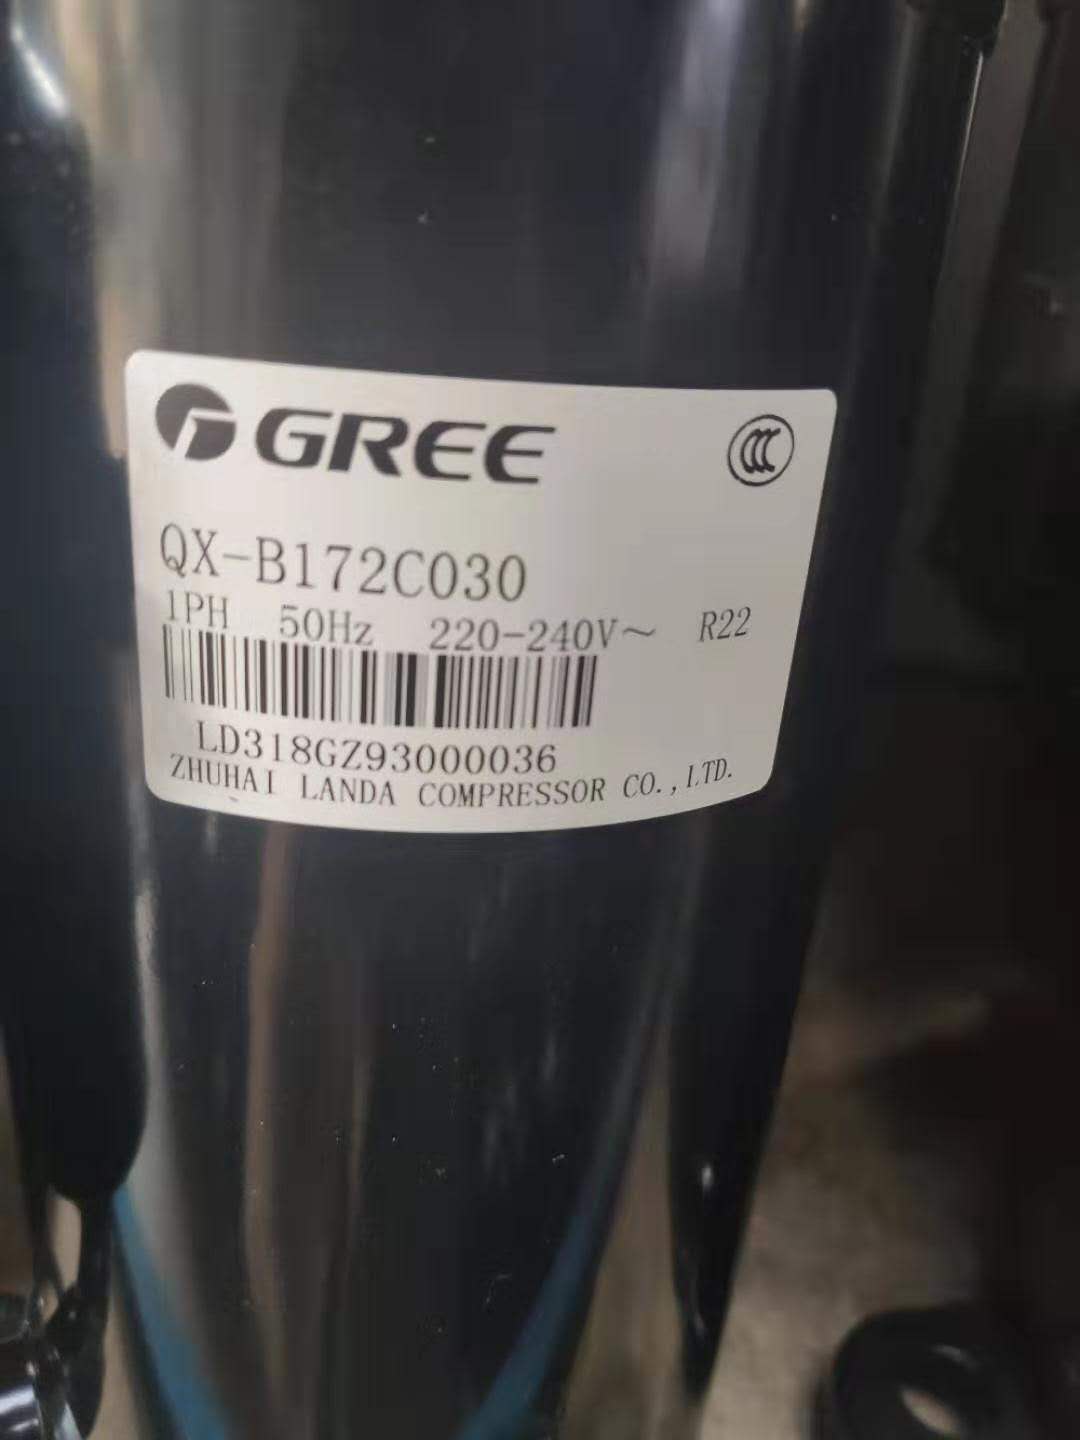 GREE
QX-B172C030
1PH 50Hz 220-240V～ R22
LD318GZ93000036
ZHUHAI LANDA COMPRESSOR CO.,LTD.